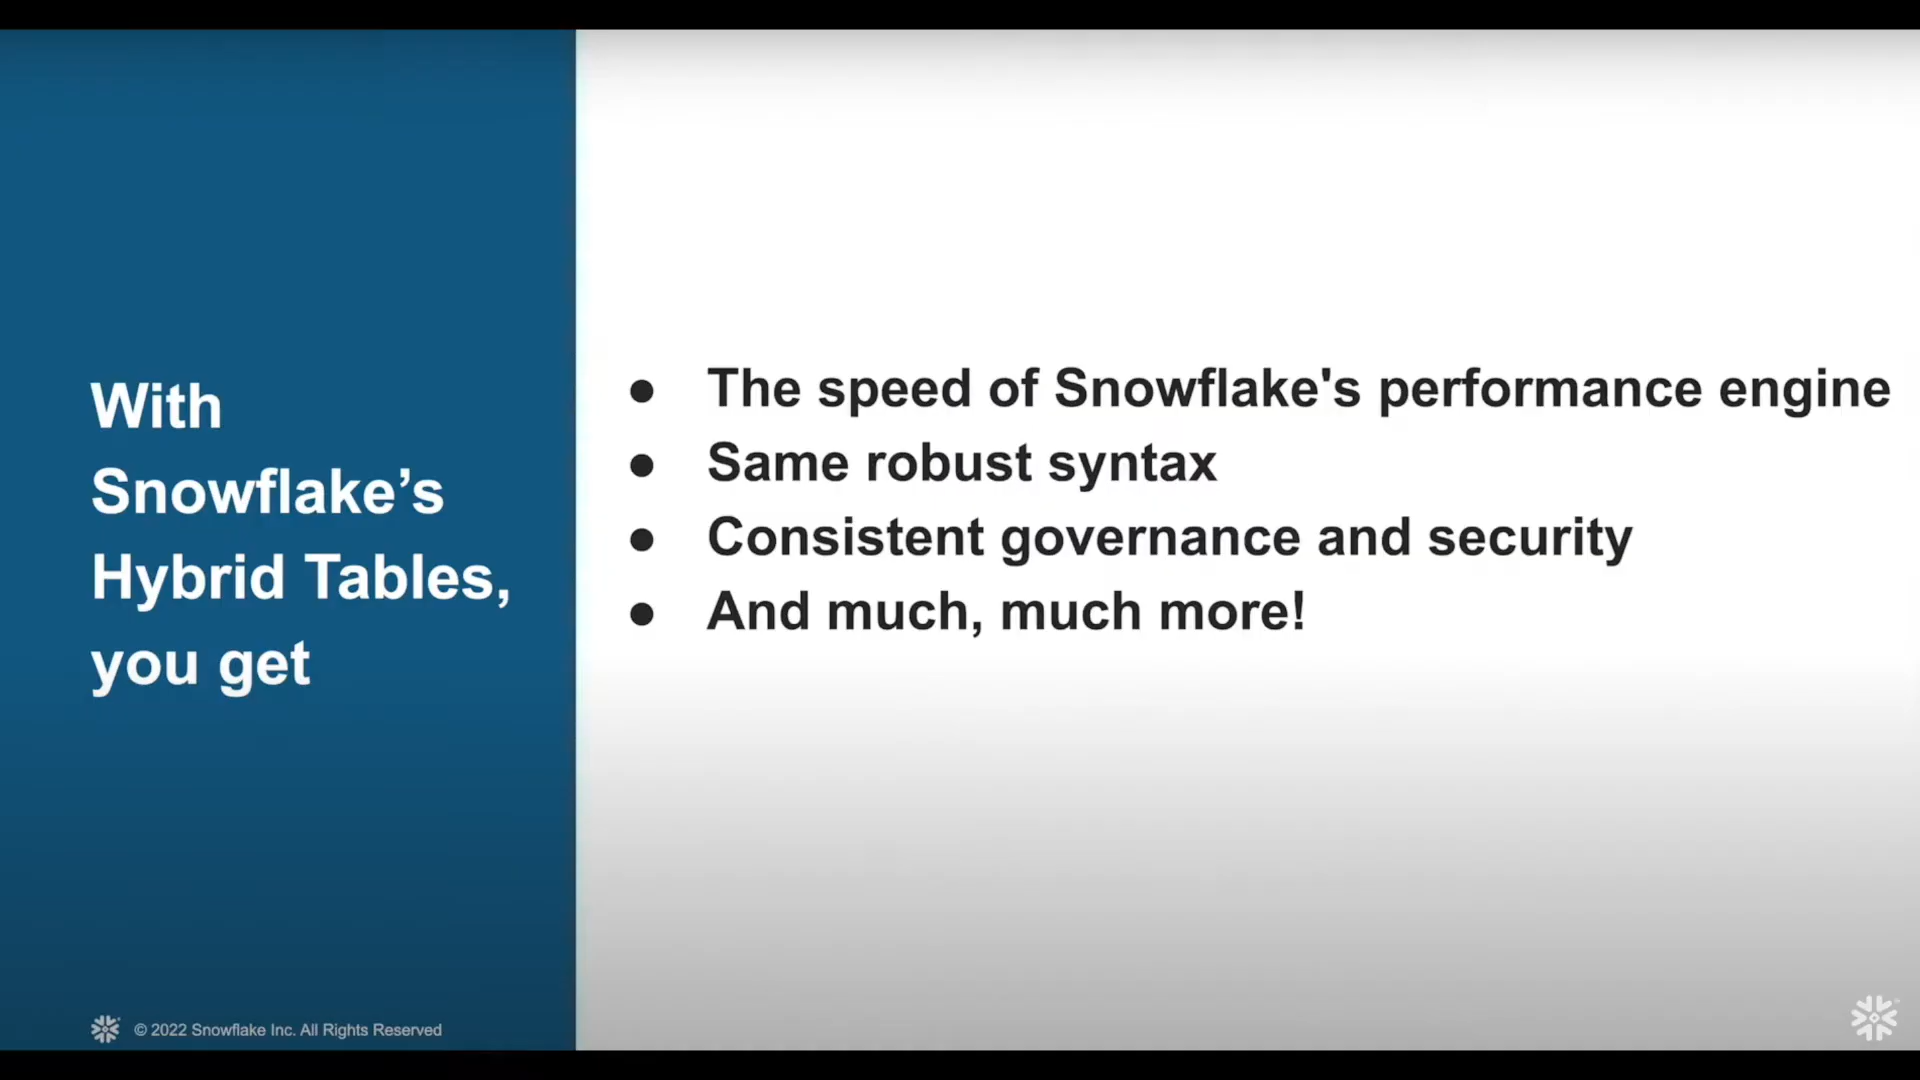 With
Snowflake’s
Hybrid Tables,
you get
● The speed of Snowflake's performance engine
● Same robust syntax
● Consistent governance and security
● And much, much more!
© 2022 Snowflake Inc. All Rights Reserved